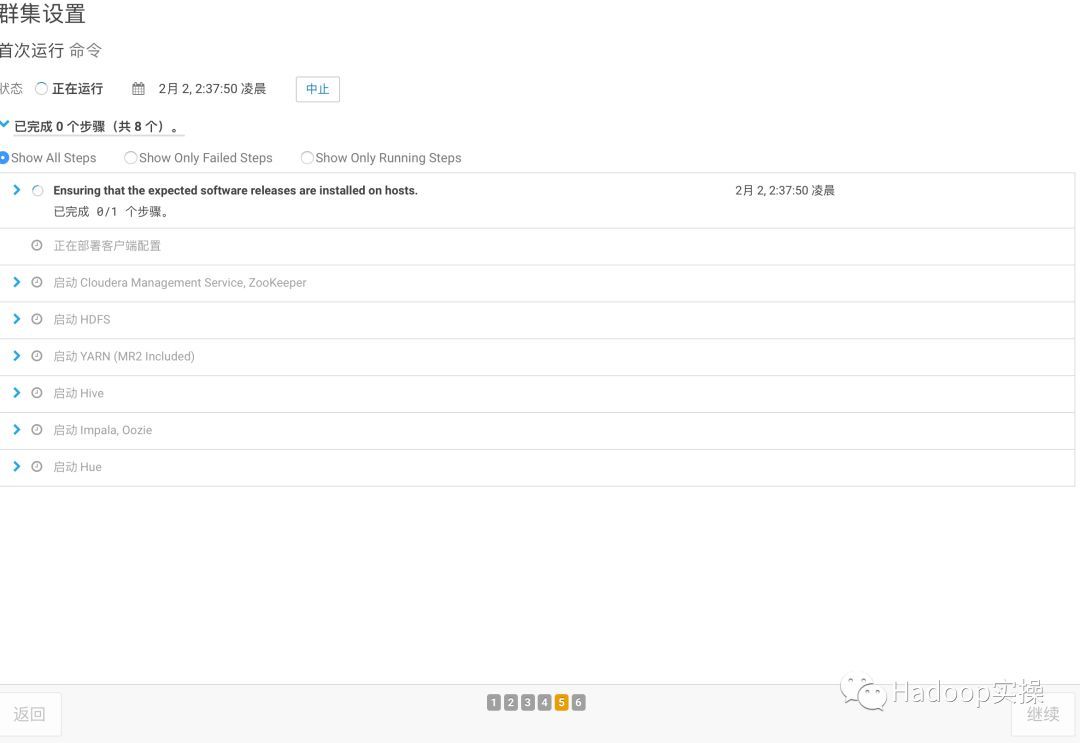 群集设置
首次运行 命令
状态 正在运行 2月 2, 2:37:50 凌晨 中止
已完成 0 个步骤（共 8 个）。
Show All Steps Show Only Failed Steps Show Only Running Steps
Ensuring that the expected software releases are installed on hosts. 2月 2, 2:37:50 凌晨
已完成 0/1 个步骤。
正在部署客户端配置
启动 Cloudera Management Service, ZooKeeper
启动 HDFS
启动 YARN (MR2 Included)
启动 Hive
启动 Impala, Oozie
启动 Hue
返回 1 2 3 4 5 6 继续
Hadoop实操